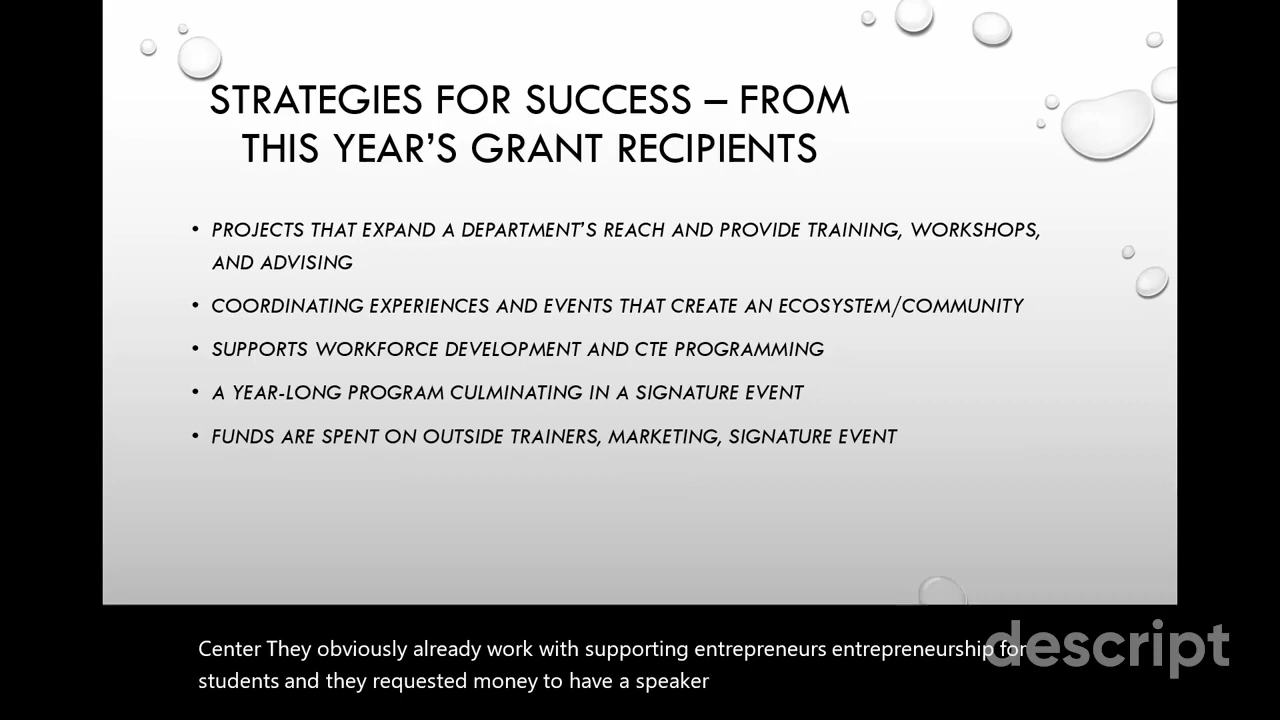 STRATEGIES FOR SUCCESS – FROM
THIS YEAR’S GRANT RECIPIENTS
• PROJECTS THAT EXPAND A DEPARTMENT’S REACH AND PROVIDE TRAINING, WORKSHOPS,
AND ADVISING
• COORDINATING EXPERIENCES AND EVENTS THAT CREATE AN ECOSYSTEM/COMMUNITY
• SUPPORTS WORKFORCE DEVELOPMENT AND CTE PROGRAMMING
• A YEAR-LONG PROGRAM CULMINATING IN A SIGNATURE EVENT
• FUNDS ARE SPENT ON OUTSIDE TRAINERS, MARKETING, SIGNATURE EVENT
Center They obviously already work with supporting entrepreneurs entrepreneurship for
students and they requested money to have a speaker
descript